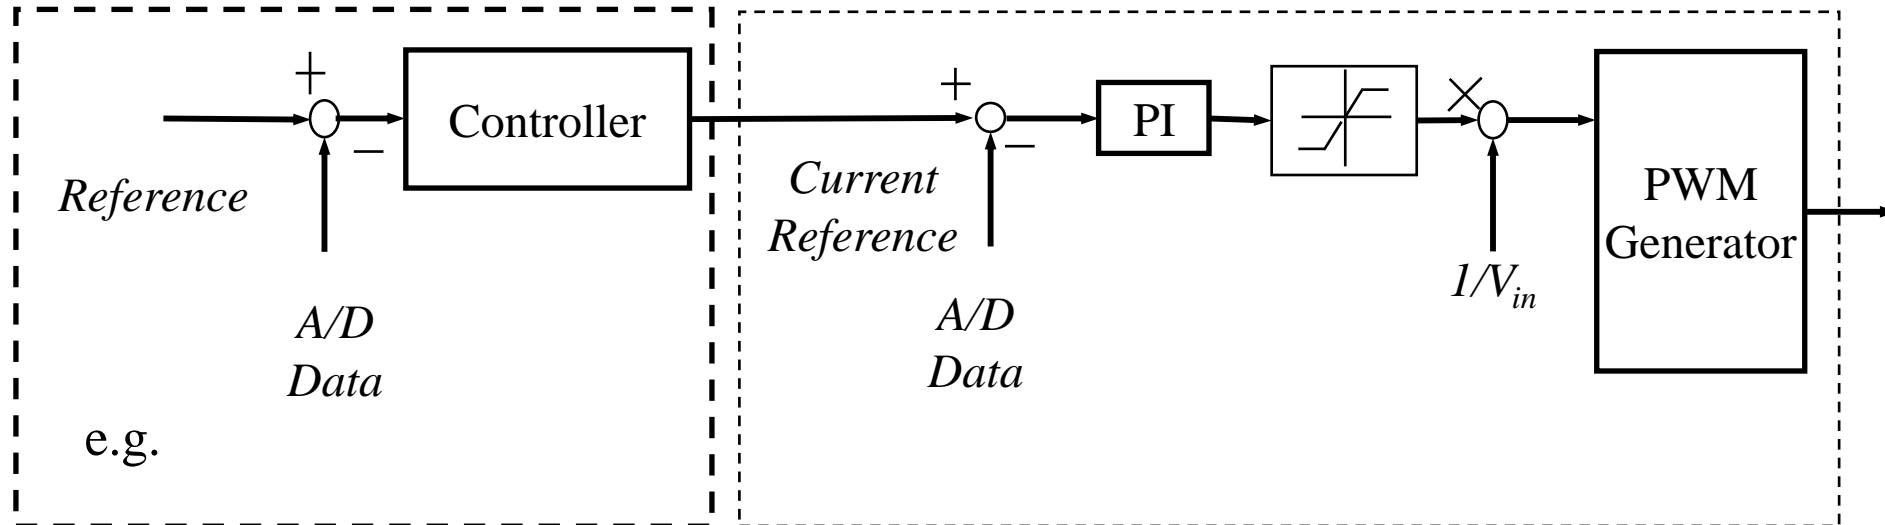 +
−
Reference
A/D
Data
e.g.
Controller
+
−
Current
Reference
A/D
Data
PI
×
1/Vin
PWM
Generator